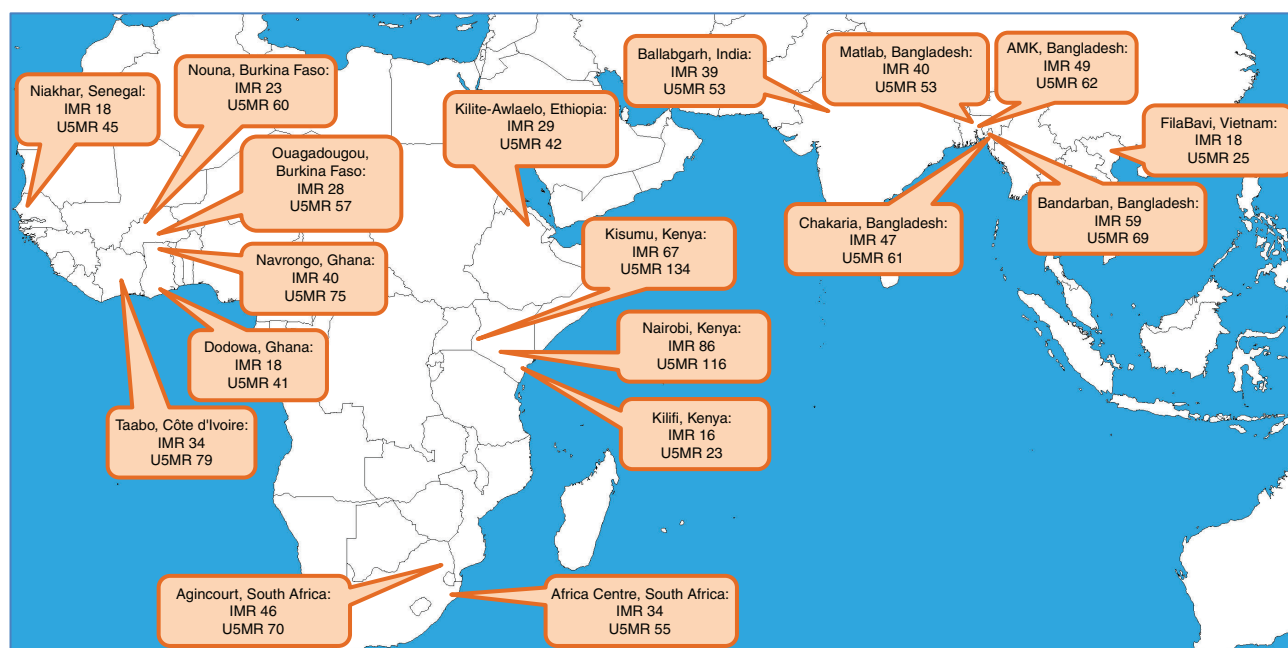 Niakhar, Senegal:
IMR 18
U5MR 45
Nouna, Burkina Faso:
IMR 23
U5MR 60
Ouagadougou,
Burkina Faso:
IMR 28
U5MR 57
Navrongo, Ghana:
IMR 40
U5MR 75
Dodowa, Ghana:
IMR 18
U5MR 41
Taabo, Côte d'Ivoire:
IMR 34
U5MR 79
Kilite-Awlaelo, Ethiopia:
IMR 29
U5MR 42
Kisumu, Kenya:
IMR 67
U5MR 134
Nairobi, Kenya:
IMR 86
U5MR 116
Kilifi, Kenya:
IMR 16
U5MR 23
Agincourt, South Africa:
IMR 46
U5MR 70
Africa Centre, South Africa:
IMR 34
U5MR 55
Ballabgarh, India:
IMR 39
U5MR 53
Matlab, Bangladesh:
IMR 40
U5MR 53
AMK, Bangladesh:
IMR 49
U5MR 62
FilaBavi, Vietnam:
IMR 18
U5MR 25
Chakaria, Bangladesh:
IMR 47
U5MR 61
Bandarban, Bangladesh:
IMR 59
U5MR 69